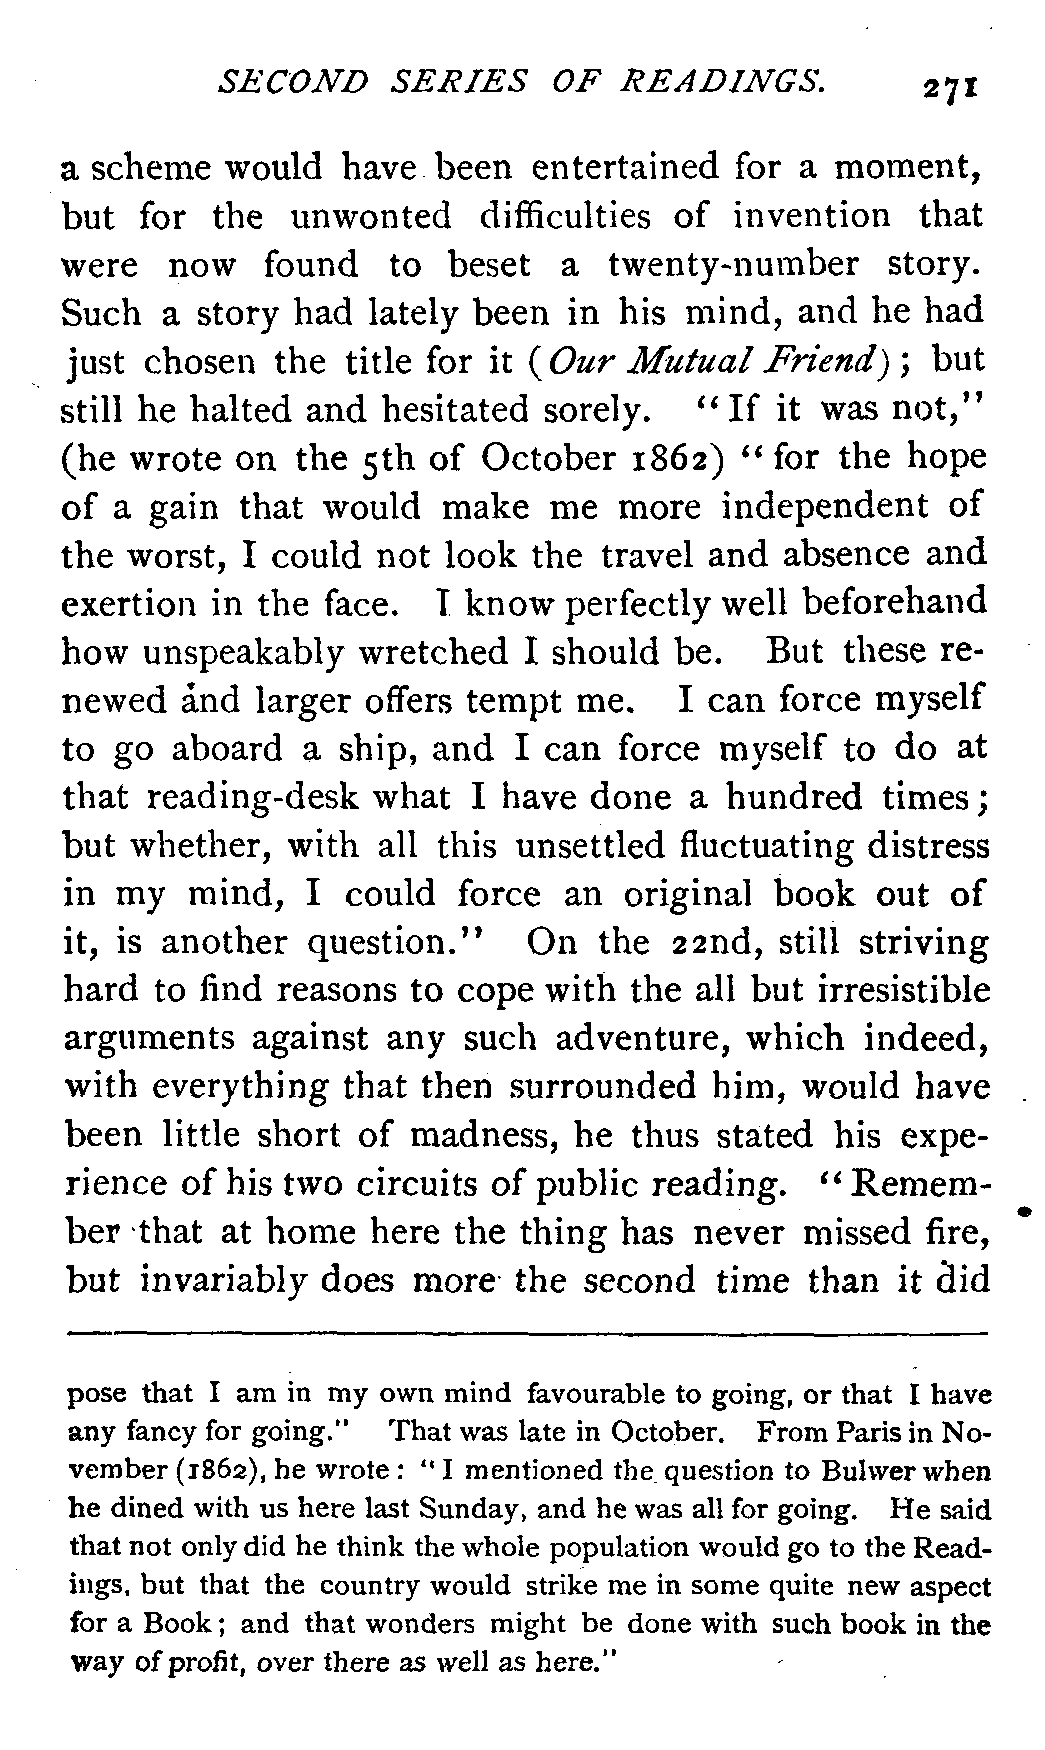 SECOND SERIES OF READINGS. 271
a scheme would have been entertained for a moment,
but for the unwonted difficulties of invention that
were now found to beset a twenty-number story.
Such a story had lately been in his mind, and he had
just chosen the title for it (Our Mutual Friend); but
still he halted and hesitated sorely. "If it was not,"
(he wrote on the 5th of October 1862) "for the hope
of a gain that would make me more independent of
the worst, I could not look the travel and absence and
exertion in the face. I know perfectly well beforehand
how unspeakably wretched I should be. But these re-
newed and larger offers tempt me. I can force myself
to go aboard a ship, and I can force myself to do at
that reading-desk what I have done a hundred times;
but whether, with all this unsettled fluctuating distress
in my mind, I could force an original book out of
it, is another question." On the 22nd, still striving
hard to find reasons to cope with the all but irresistible
arguments against any such adventure, which indeed,
with everything that then surrounded him, would have
been little short of madness, he thus stated his expe-
rience of his two circuits of public reading. "Remem-
ber that at home here the thing has never missed fire,
but invariably does more the second time than it did
pose that I am in my own mind favourable to going, or that I have
any fancy for going." That was late in October. From Paris in No-
vember (1862), he wrote: "I mentioned the question to Bulwer when
he dined with us here last Sunday, and he was all for going. He said
that not only did he think the whole population would go to the Read-
ings, but that the country would strike me in some quite new aspect
for a Book; and that wonders might be done with such book in the
way of profit, over there as well as here."